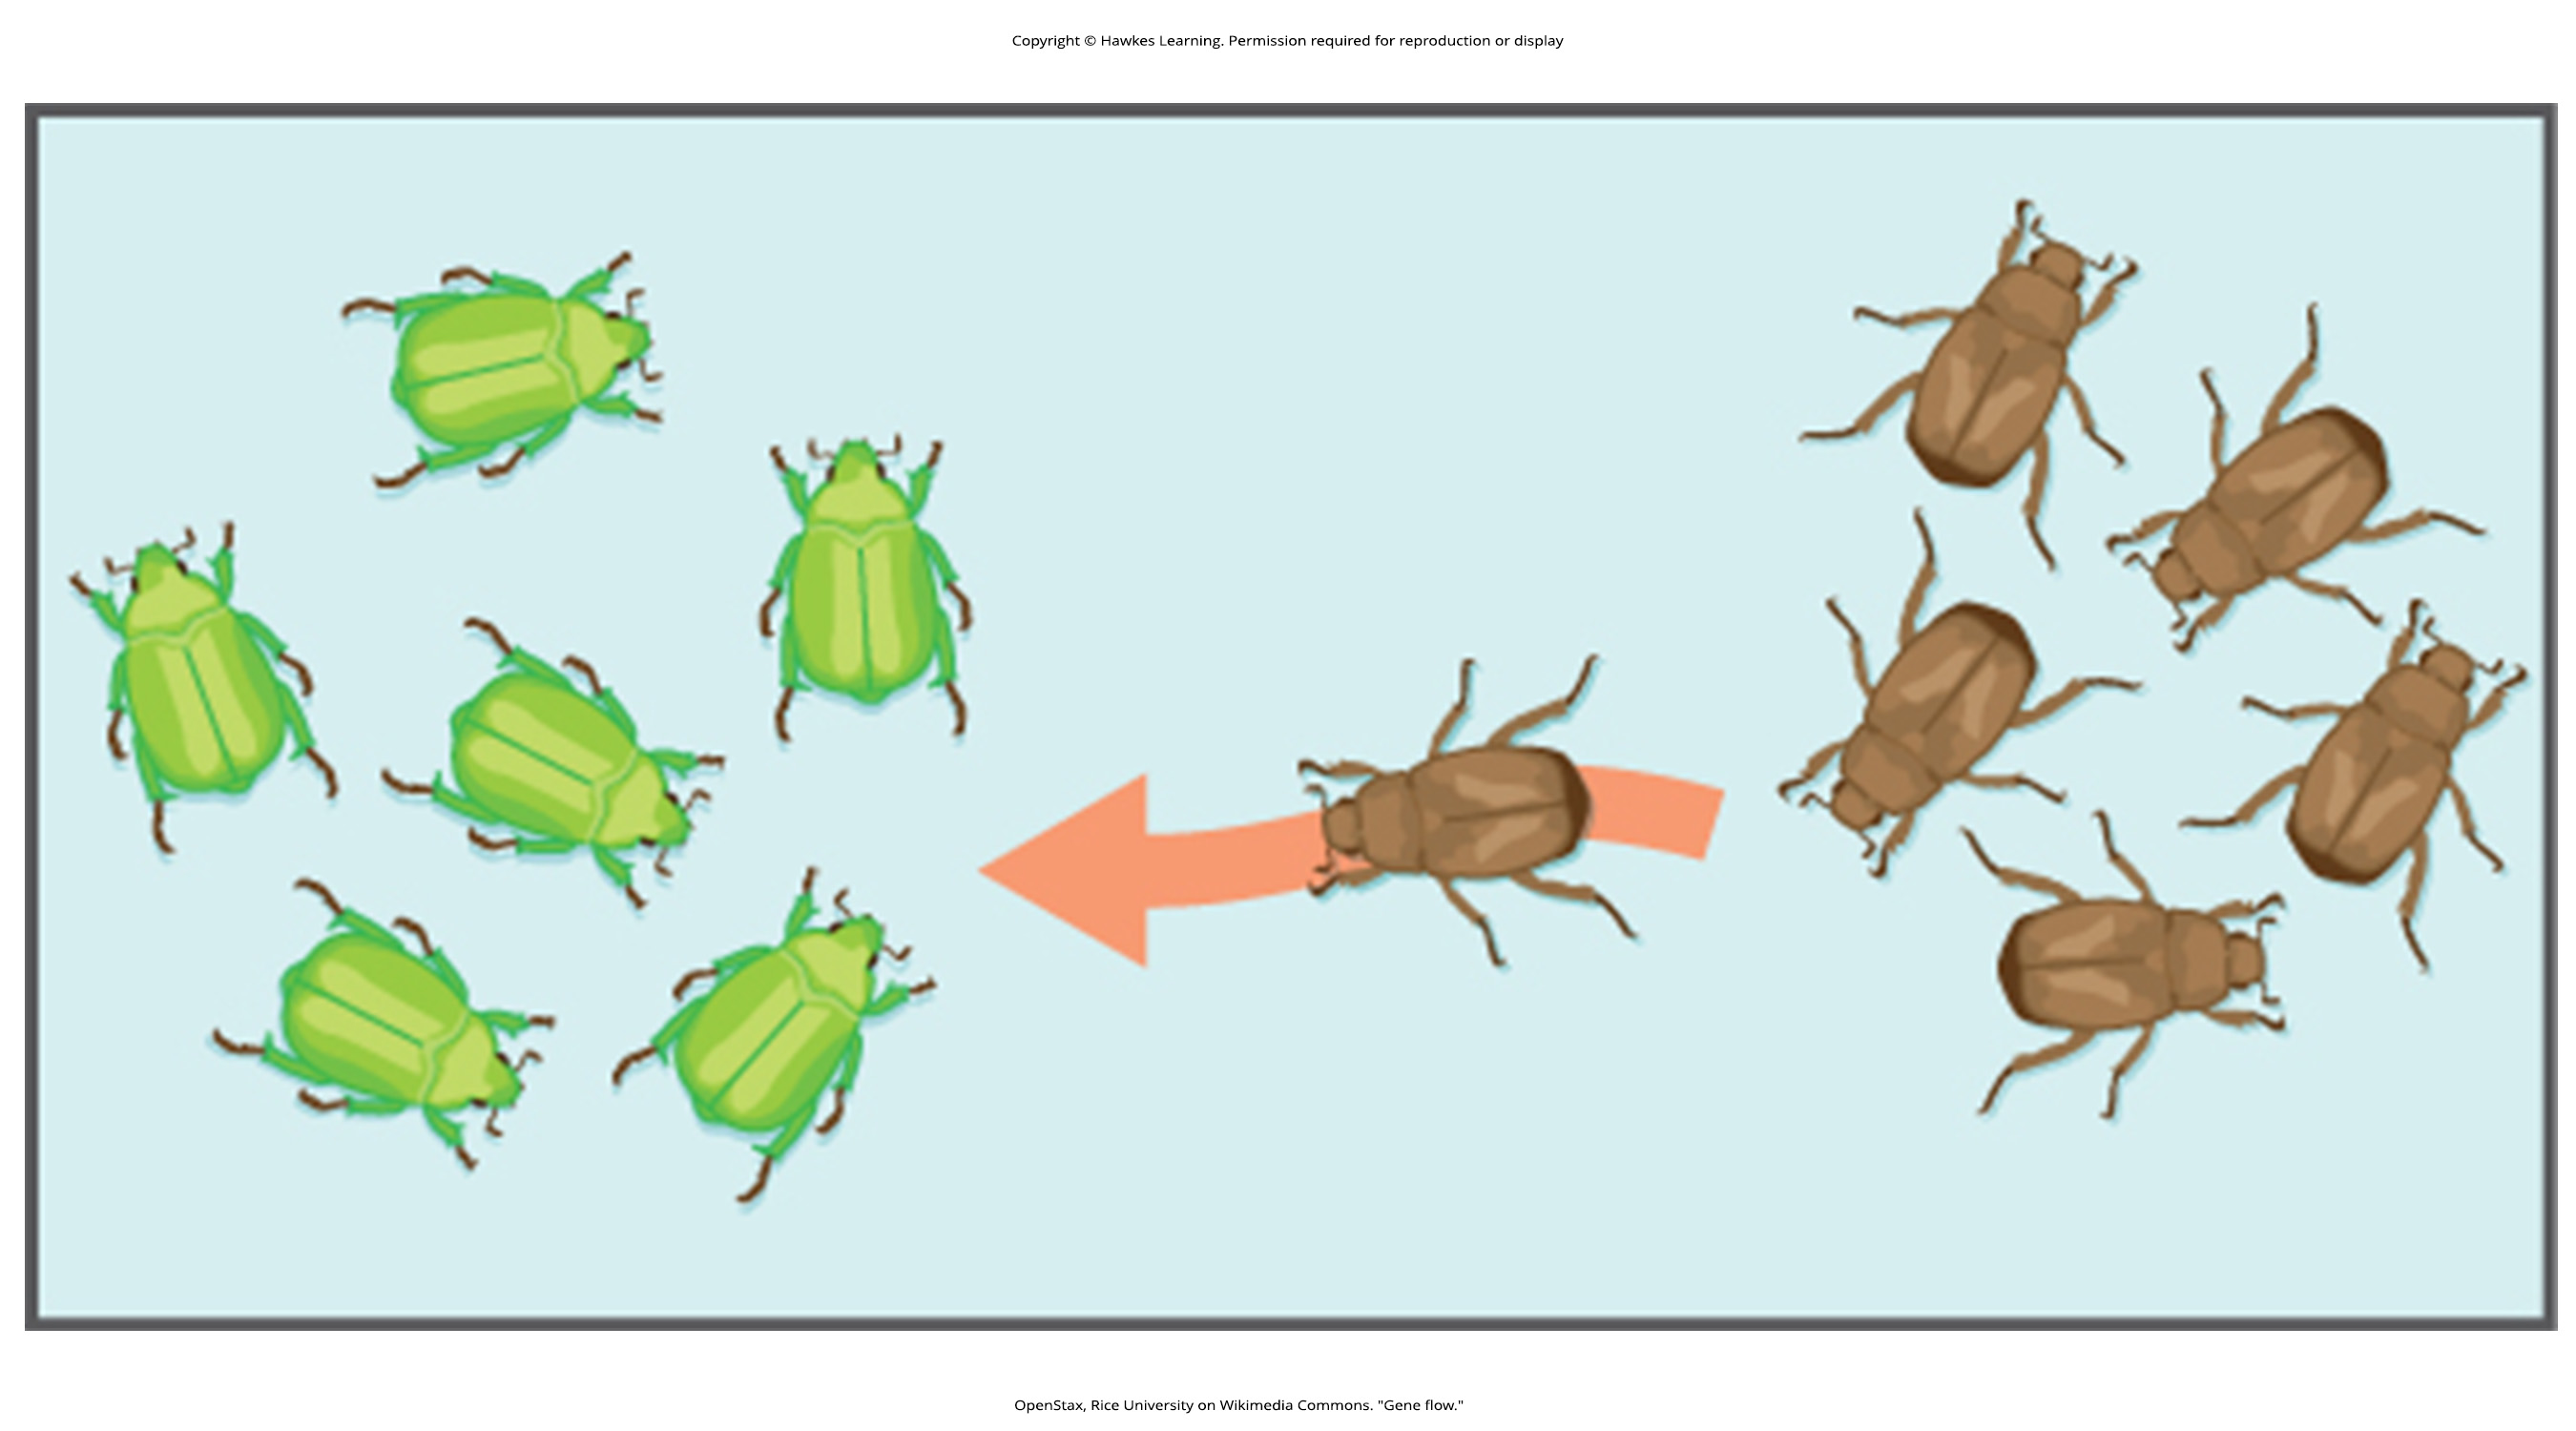 Copyright © Hawkes Learning. Permission required for reproduction or display
OpenStax, Rice University on Wikimedia Commons. "Gene flow."